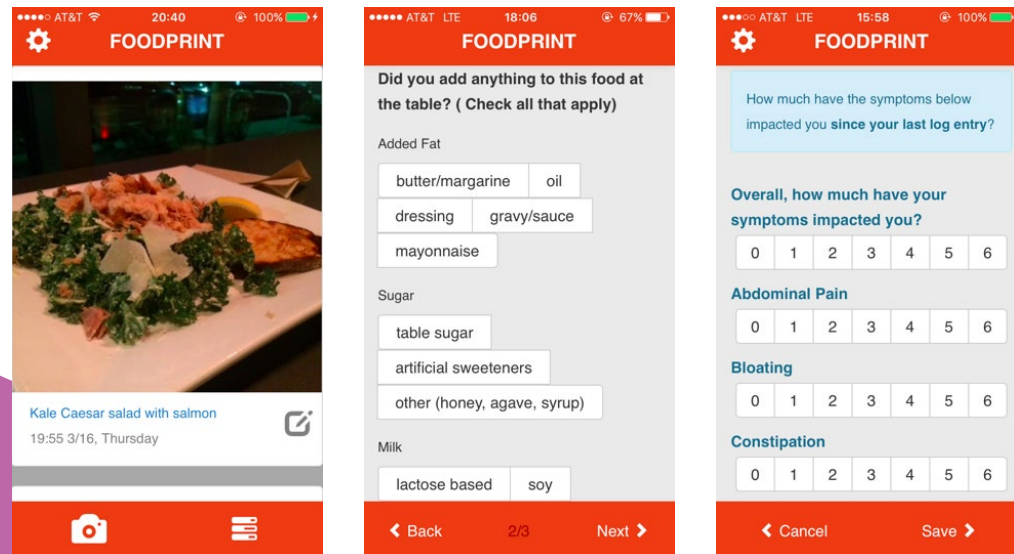 AT&T 20:40 100%
FOODPRINT
Kale Caesar salad with salmon
19:55 3/16, Thursday
AT&T LTE 18:06 67%
FOODPRINT
Did you add anything to this food at
the table? ( Check all that apply)
Added Fat
butter/margarine oil
dressing gravy/sauce
mayonnaise
Sugar
table sugar
artificial sweeteners
other (honey, agave, syrup)
Milk
lactose based soy
Back 2/3 Next
AT&T LTE 15:58 100%
FOODPRINT
How much have the symptoms below
impacted you since your last log entry?
Overall, how much have your
symptoms impacted you?
0 1 2 3 4 5 6
Abdominal Pain
0 1 2 3 4 5 6
Bloating
0 1 2 3 4 5 6
Constipation
0 1 2 3 4 5 6
Cancel Save